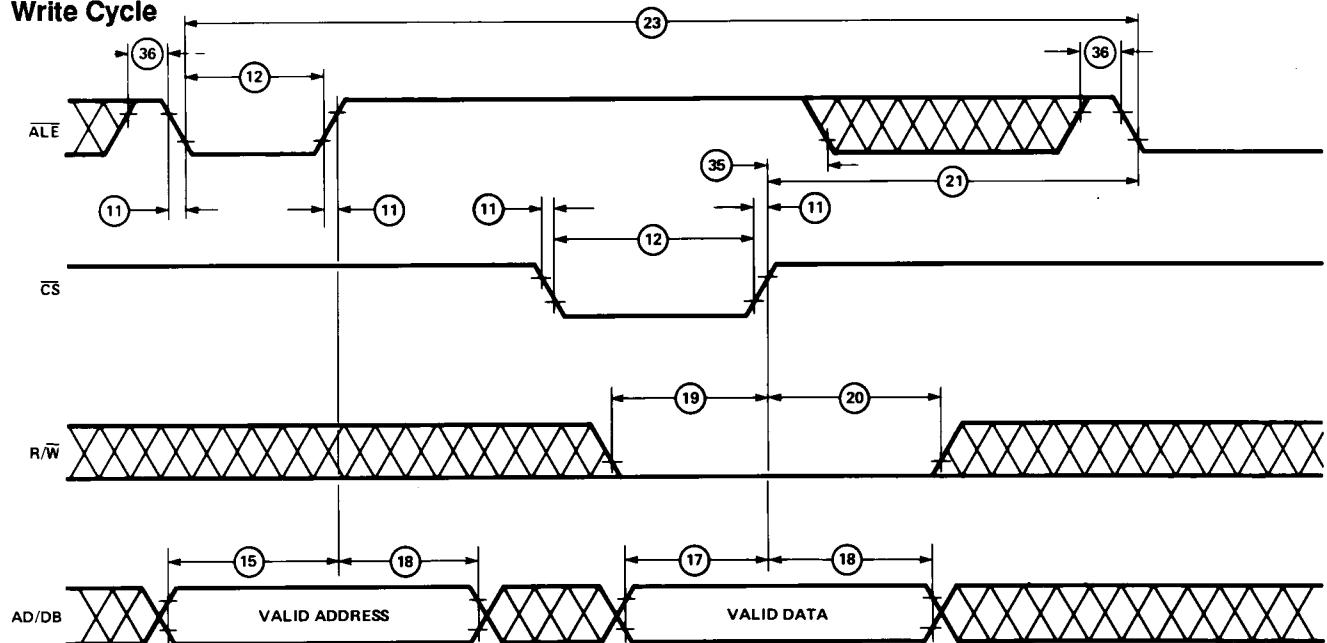 Write Cycle
23
36
12
36
ALE
35
21
11
11
11
12
11
CS
19
20
R/W
15
18
17
18
AD/DB
VALID ADDRESS
VALID DATA